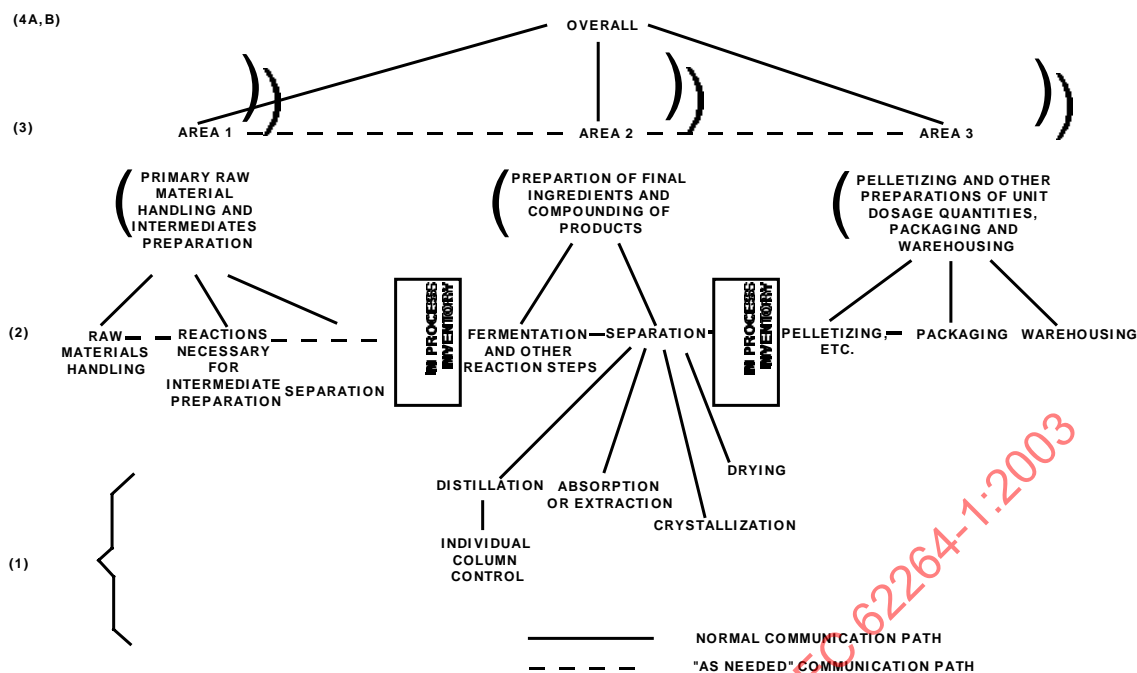 (4A, B)
OVERALL
(3)
AREA 1
AREA 2
AREA 3
PRIMARY RAW
MATERIAL
HANDLING AND
INTERMEDIATES
PREPARATION
PREPARTION OF FINAL
INGREDIENTS AND
COMPOUNDING OF
PRODUCTS
PELLETIZING AND OTHER
PREPARATIONS OF UNIT
DOSAGE QUANTITIES,
PACKAGING AND
WAREHOUSING
(2)
RAW
MATERIALS
HANDLING
REACTIONS
NECESSARY
FOR
INTERMEDIATE
PREPARATION
SEPARATION
IN PROCESS
INVENTORY
FERMENTATION
AND OTHER
REACTION STEPS
SEPARATION
IN PROCESS
INVENTORY
PELLETIZING,
ETC.
PACKAGING
WAREHOUSING
DISTILLATION
ABSORPTION
OR EXTRACTION
DRYING
CRYSTALLIZATION
INDIVIDUAL
COLUMN
CONTROL
(1)
NORMAL COMMUNICATION PATH
"AS NEEDED" COMMUNICATION PATH
62264-1:2003